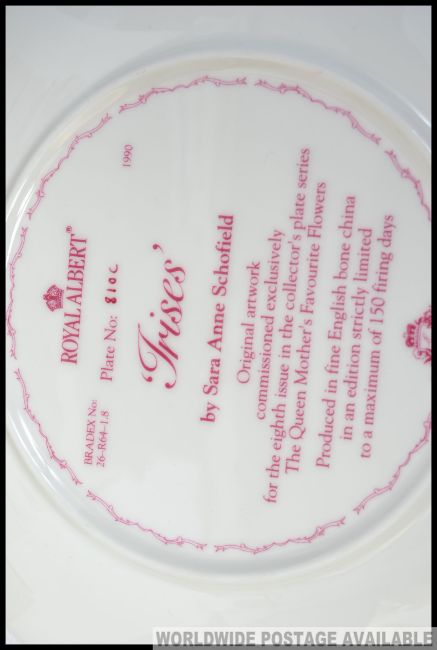 1990
ROYAL ALBERT®
Plate No: 810C
BRADEX No:
26-R64-1.8
'Irises'
by Sara Anne Schofield
Original artwork
commissioned exclusively
for the eighth issue in the collector's plate series
The Queen Mother's Favourite Flowers
Produced in fine English bone china
in an edition strictly limited
to a maximum of 150 firing days
WORLDWIDE POSTAGE AVAILABLE